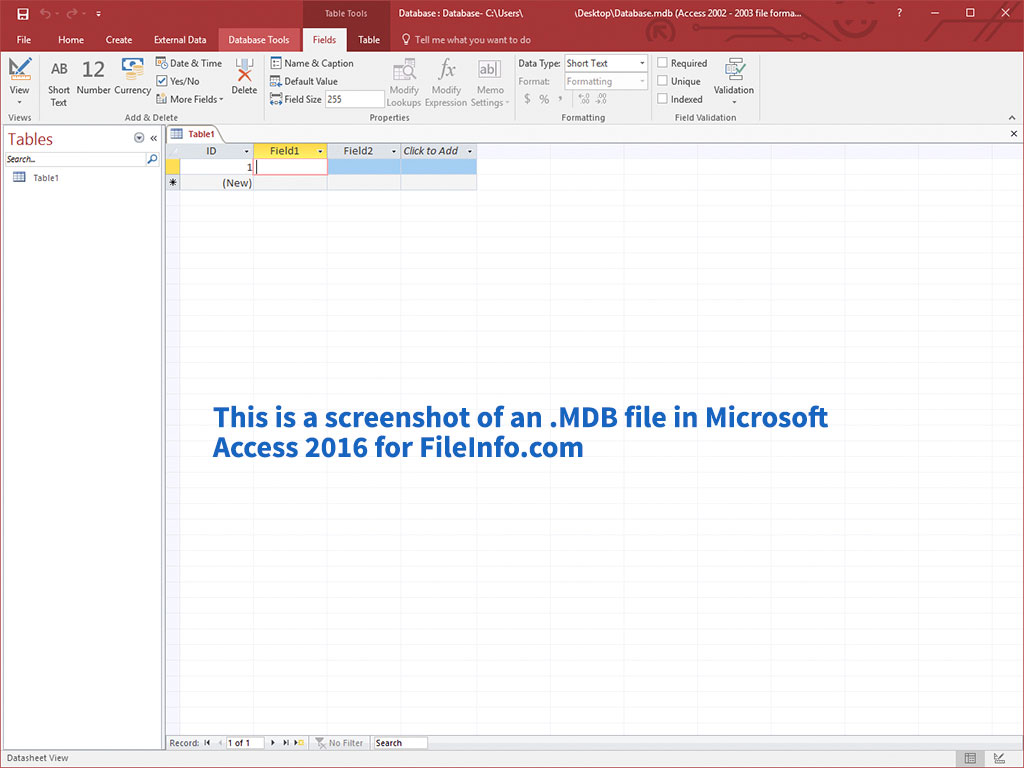 Table Tools
Database : Database- C:\Users\ \Desktop\Database.mdb (Access 2002 - 2003 file forma...
?
File Home Create External Data Database Tools Fields Table Tell me what you want to do
View
Views
AB
Short
Text
12
Number
Currency
Date & Time
Yes/No
More Fields
Delete
Add & Delete
Name & Caption
Default Value
Field Size 255
Modify
Lookups
fx
Modify
Expression
ab|
Memo
Settings
Properties
Data Type: Short Text
Format: Formatting
$ % , .00 .00
Formatting
Required
Unique
Indexed
Validation
Field Validation
Tables
Search...
Table1
Table1
ID Field1 Field2 Click to Add
1
(New)
This is a screenshot of an .MDB file in Microsoft
Access 2016 for FileInfo.com
Record: 1 of 1 No Filter Search
Datasheet View